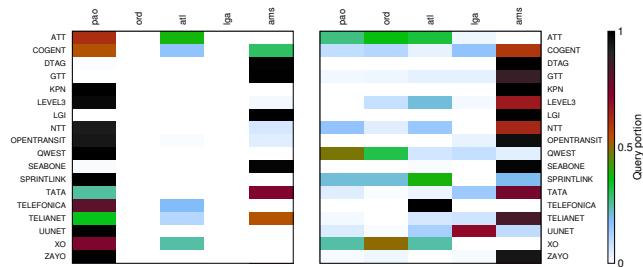 pao ord atl lga ams
pao ord atl lga ams
ATT ATT
COGENT COGENT
DTAG DTAG
GTT GTT
KPN KPN
LEVEL3 LEVEL3
LGI LGI
NTT NTT
OPENTRANSIT OPENTRANSIT
QWEST QWEST
SEABONE SEABONE
SPRINTLINK SPRINTLINK
TATA TATA
TELEFONICA TELEFONICA
TELIANET TELIANET
UUNET UUNET
XO XO
ZAYO ZAYO
1
0.5
0
Query portion